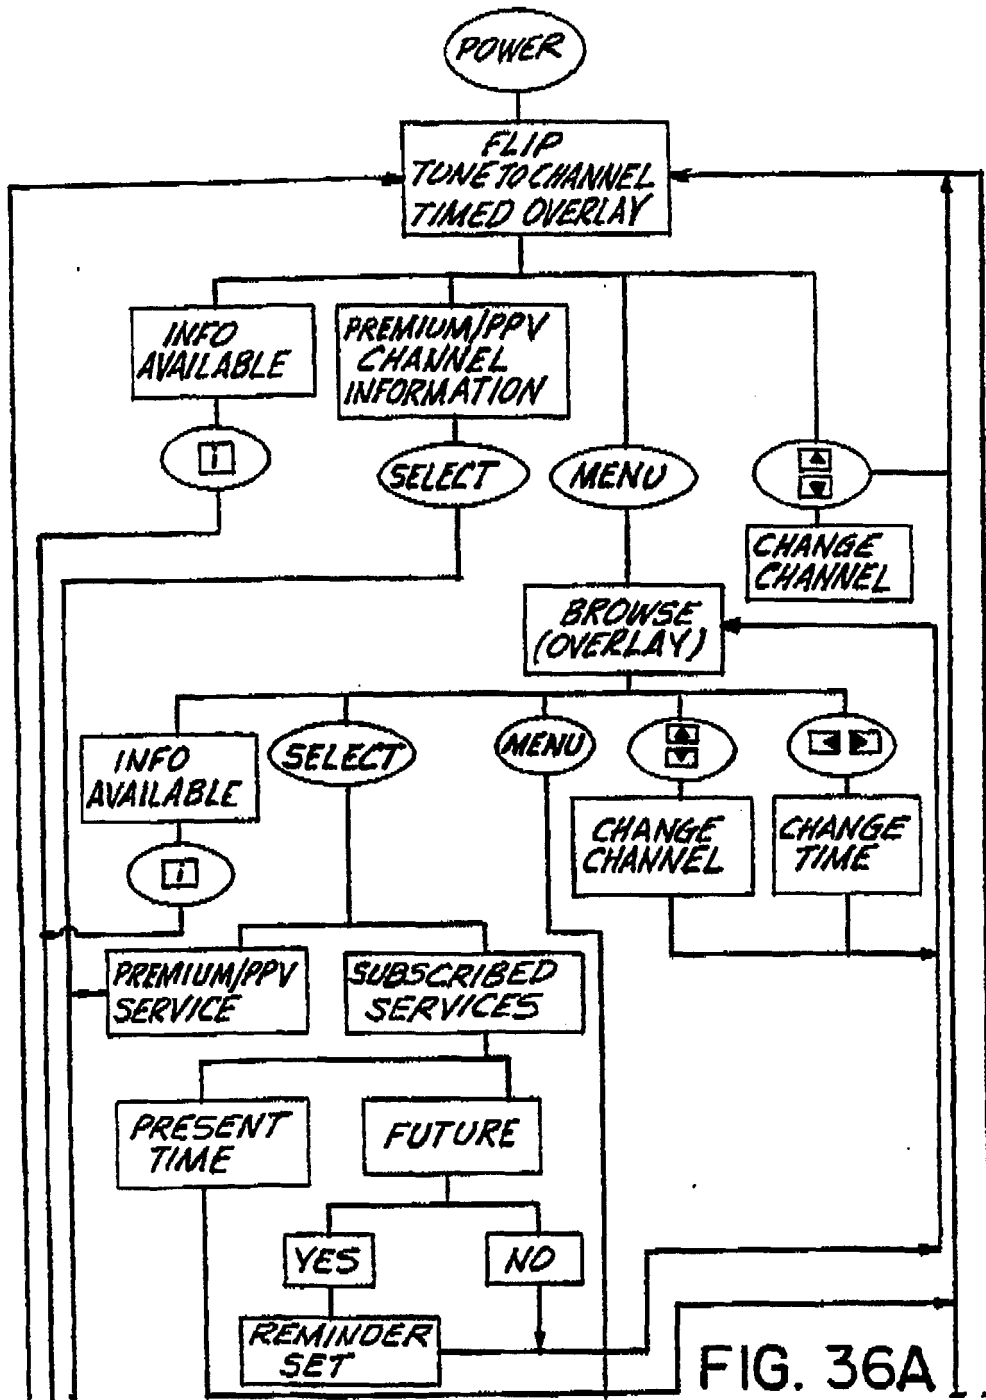 POWER
FLIP
TUNE TO CHANNEL
TIMED OVERLAY
INFO
AVAILABLE
PREMIUM/PPV
CHANNEL
INFORMATION
i
SELECT
MENU
▲
▼
CHANGE
CHANNEL
BROWSE
(OVERLAY)
INFO
AVAILABLE
SELECT
MENU
▲
▼
◀ ▶
CHANGE
CHANNEL
CHANGE
TIME
i
PREMIUM/PPV
SERVICE
SUBSCRIBED
SERVICES
PRESENT
TIME
FUTURE
YES
NO
REMINDER
SET
FIG. 36A